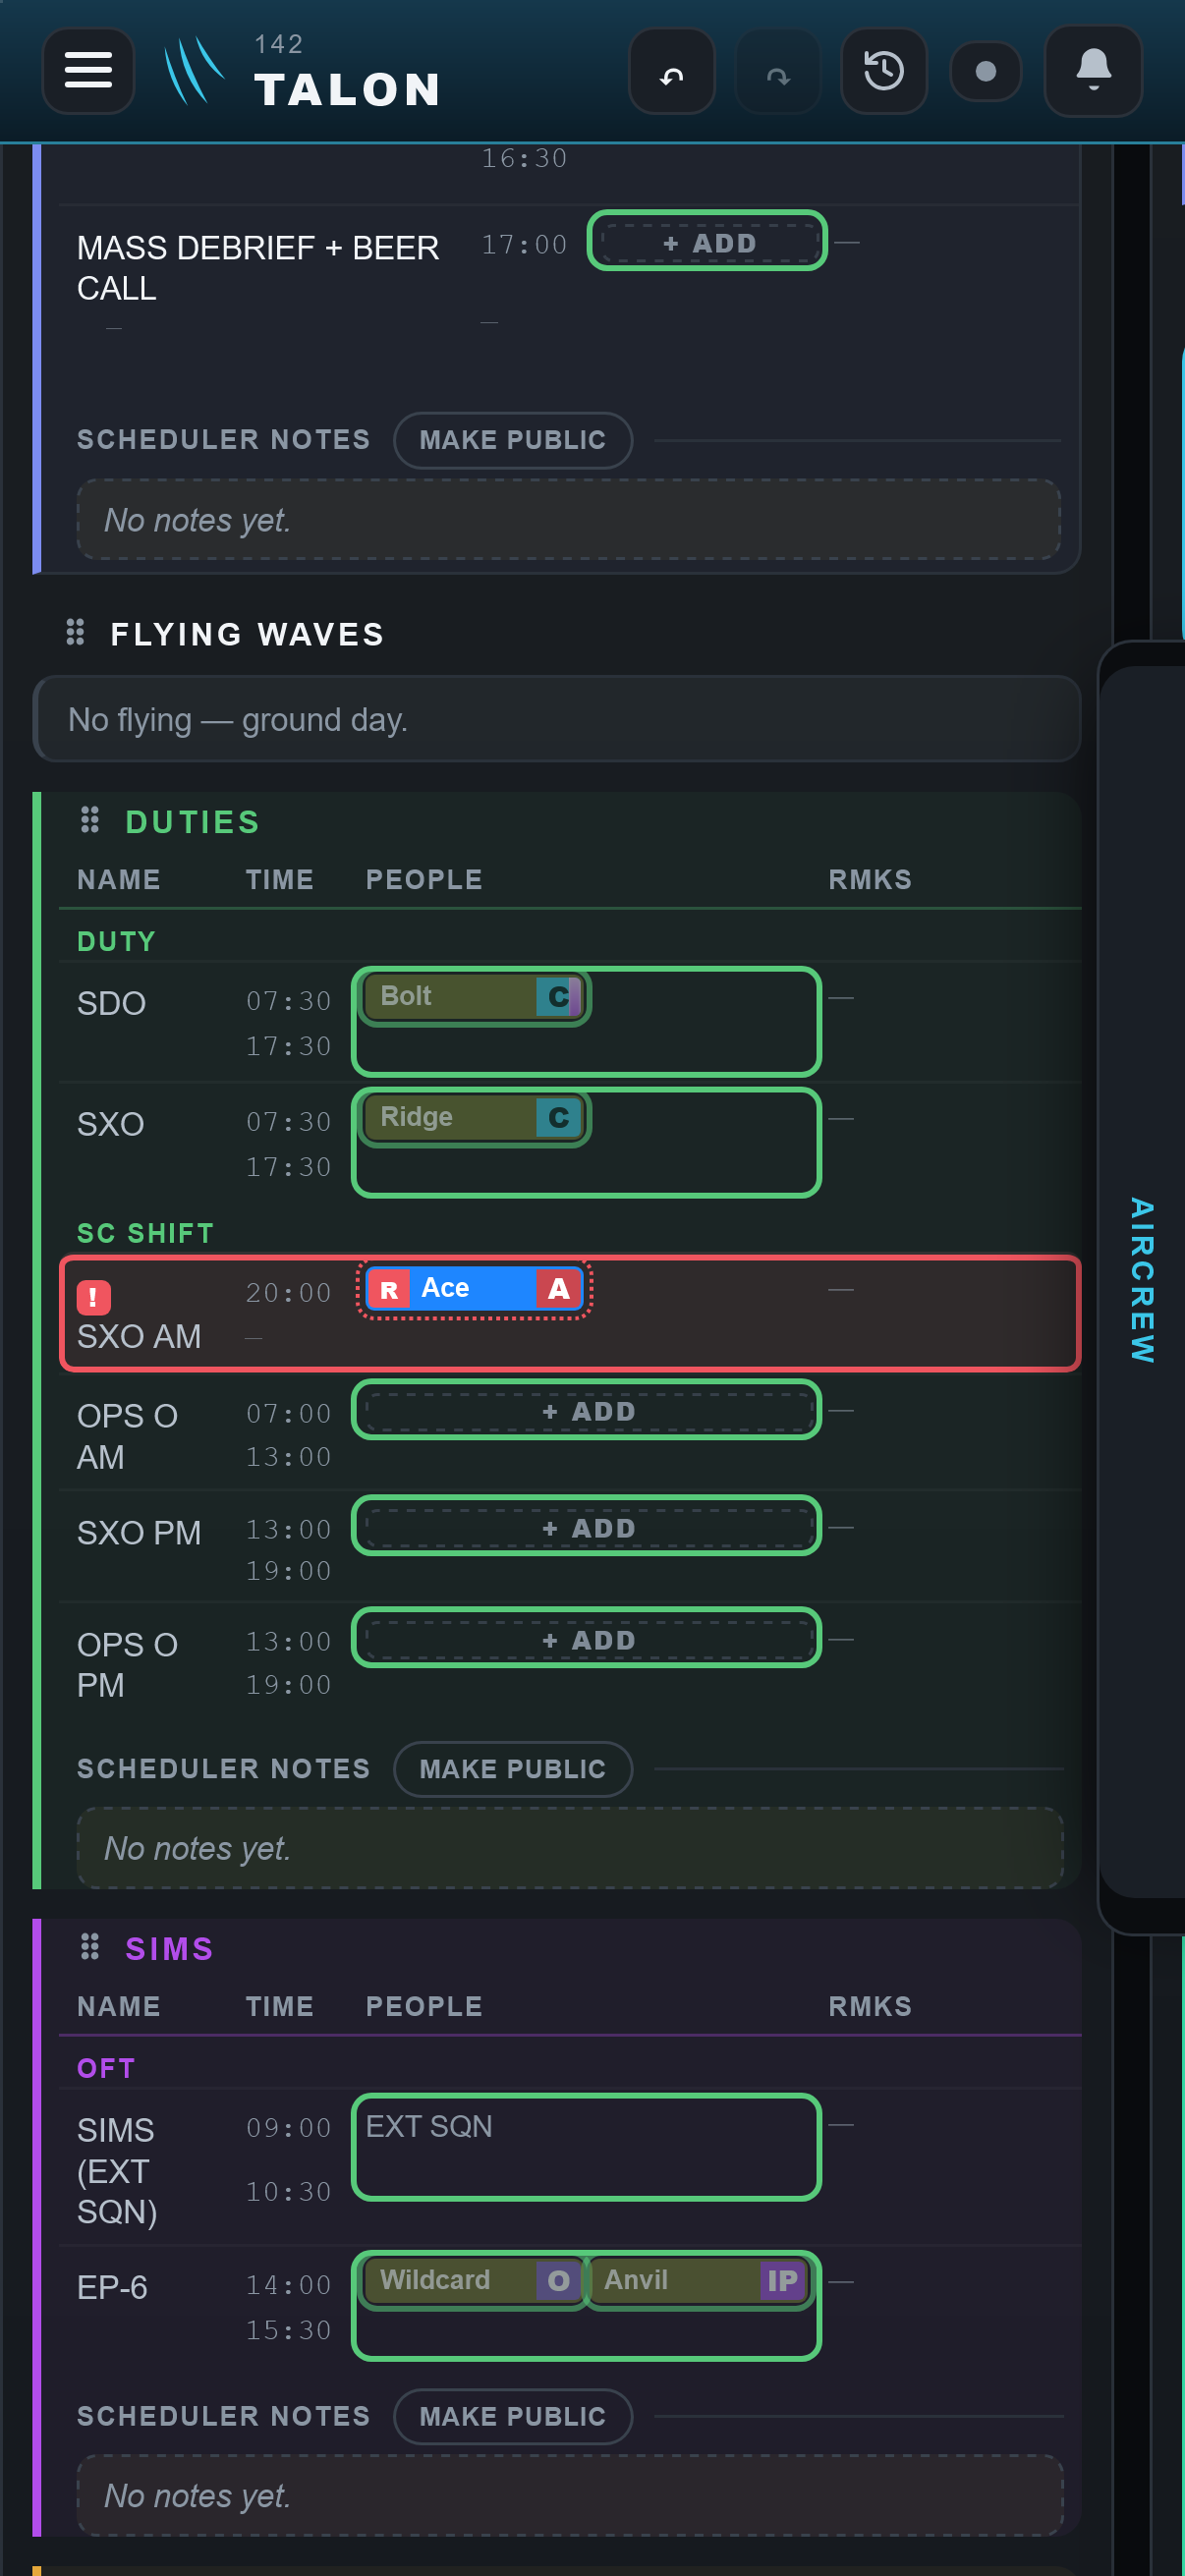 142
TALON
16:30
MASS DEBRIEF + BEER CALL
17:00
+ ADD
—
—
—
SCHEDULER NOTES
MAKE PUBLIC
No notes yet.
FLYING WAVES
No flying — ground day.
DUTIES
NAME TIME PEOPLE RMKS
DUTY
SDO 07:30 Bolt C —
17:30
SXO 07:30 Ridge C —
17:30
SC SHIFT
! 20:00 R Ace A —
SXO AM —
OPS O 07:00 + ADD —
AM 13:00
SXO PM 13:00 + ADD —
19:00
OPS O 13:00 + ADD —
PM 19:00
SCHEDULER NOTES MAKE PUBLIC
No notes yet.
AIRCREW
SIMS
NAME TIME PEOPLE RMKS
OFT
SIMS 09:00 EXT SQN —
(EXT 10:30
SQN)
EP-6 14:00 Wildcard O Anvil IP —
15:30
SCHEDULER NOTES MAKE PUBLIC
No notes yet.